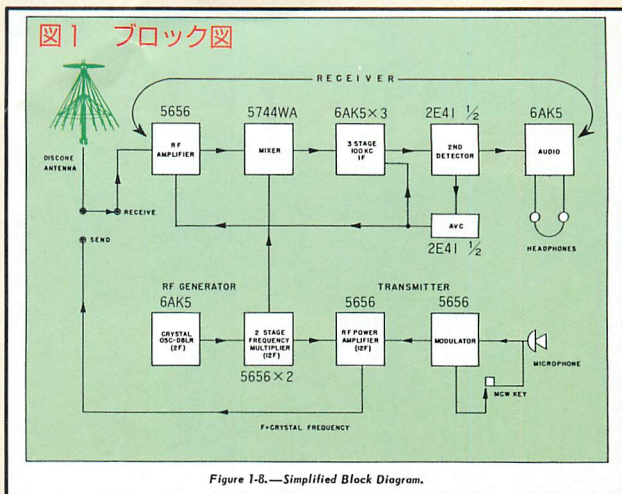 図1 ブロック図
RECEIVER
5656
5744WA
6AK5×3
2E41 1/2
6AK5
RF
AMPLIFIER
MIXER
3 STAGE
100 KC
IF
2ND
DETECTOR
AUDIO
DISCONE
ANTENNA
RECEIVE
SEND
AVC
2E41 1/2
HEADPHONES
RF GENERATOR
6AK5
TRANSMITTER
5656
5656
CRYSTAL
OSC-DBLR
(2F)
2 STAGE
FREQUENCY
MULTIPLIER
(12F)
RF POWER
AMPLIFIER
(12F)
MODULATOR
MICROPHONE
5656×2
MCW KEY
F=CRYSTAL FREQUENCY
Figure 1-8.—Simplified Block Diagram.